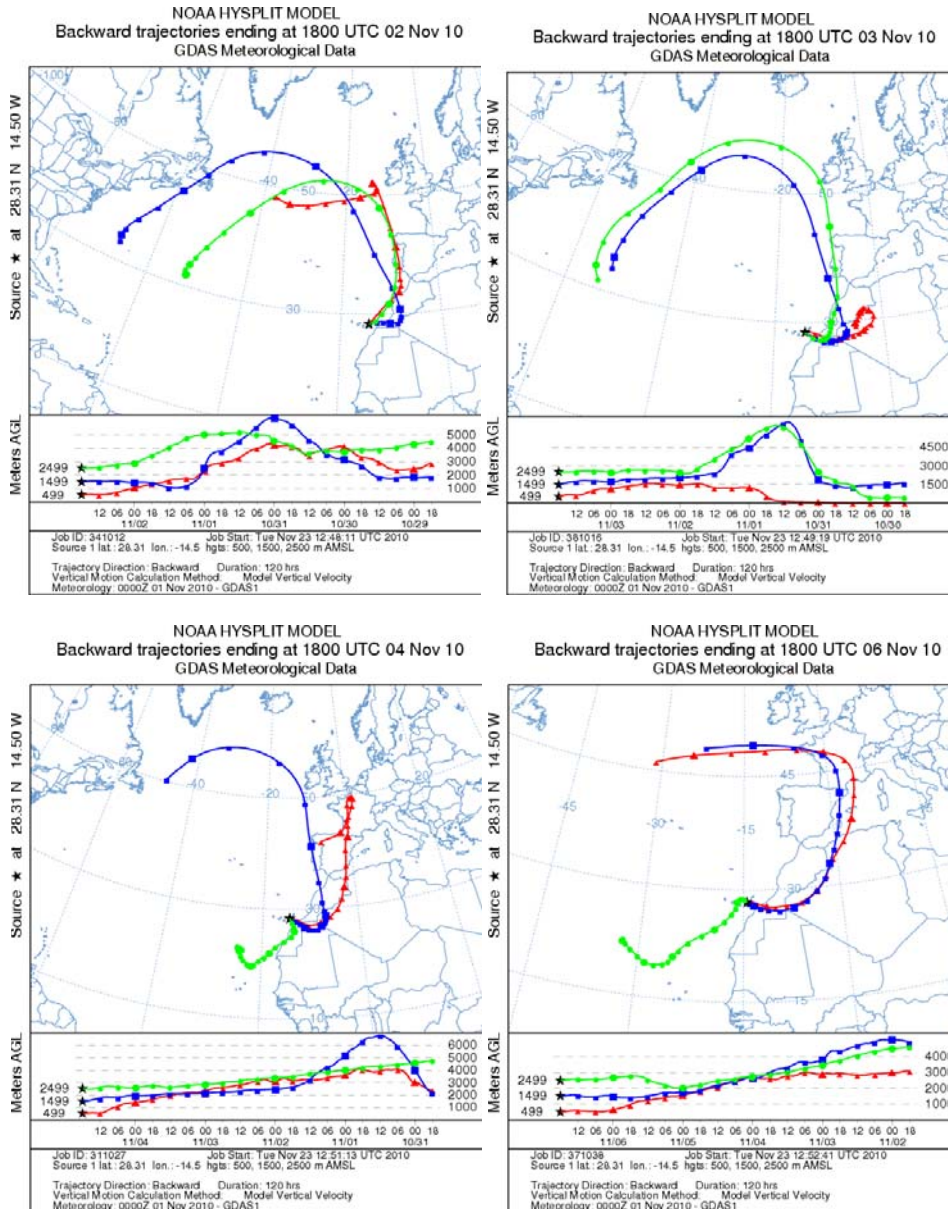 NOAA HYSPLIT MODEL
Backward trajectories ending at 1800 UTC 02 Nov 10
GDAS Meteorological Data
Source ★ at 28.31 N 14.50 W
-100
-80
-40
50
-20
30
Meters AGL
5000
4000
3000
2000
1000
2499
1499
499
12 06 00 18 12 06 00 18 12 06 00 18 12 06 00 18 12 06 00 18
11/02 11/01 10/31 10/30 10/29
Job ID: 341012 Job Start: Tue Nov 23 12:48:11 UTC 2010
Source 1 lat.: 28.31 lon.: -14.5 hgts: 500, 1500, 2500 m AMSL
Trajectory Direction: Backward Duration: 120 hrs
Vertical Motion Calculation Method: Model Vertical Velocity
Meteorology: 0000Z 01 Nov 2010 - GDAS1
NOAA HYSPLIT MODEL
Backward trajectories ending at 1800 UTC 03 Nov 10
GDAS Meteorological Data
Source ★ at 28.31 N 14.50 W
Meters AGL
4500
3000
1500
2499
1499
499
12 06 00 18 12 06 00 18 12 06 00 18 12 06 00 18 12 06 00 18
11/03 11/02 11/01 10/31 10/30
Job ID: 361016 Job Start: Tue Nov 23 12:49:19 UTC 2010
Source 1 lat.: 28.31 lon.: -14.5 hgts: 500, 1500, 2500 m AMSL
Trajectory Direction: Backward Duration: 120 hrs
Vertical Motion Calculation Method: Model Vertical Velocity
Meteorology: 0000Z 01 Nov 2010 - GDAS1
NOAA HYSPLIT MODEL
Backward trajectories ending at 1800 UTC 04 Nov 10
GDAS Meteorological Data
Source ★ at 28.31 N 14.50 W
-40
-20
20
Meters AGL
6000
5000
4000
3000
2000
1000
2499
1499
499
12 06 00 18 12 06 00 18 12 06 00 18 12 06 00 18 12 06 00 18
11/04 11/03 11/02 11/01 10/31
Job ID: 311027 Job Start: Tue Nov 23 12:51:13 UTC 2010
Source 1 lat.: 28.31 lon.: -14.5 hgts: 500, 1500, 2500 m AMSL
Trajectory Direction: Backward Duration: 120 hrs
Vertical Motion Calculation Method: Model Vertical Velocity
Meteorology: 0000Z 01 Nov 2010 - GDAS1
NOAA HYSPLIT MODEL
Backward trajectories ending at 1800 UTC 06 Nov 10
GDAS Meteorological Data
Source ★ at 28.31 N 14.50 W
-45
-30
-15
45
30
15
Meters AGL
4000
3000
2000
1000
2499
1499
499
12 06 00 18 12 06 00 18 12 06 00 18 12 06 00 18 12 06 00 18
11/06 11/05 11/04 11/03 11/02
Job ID: 371038 Job Start: Tue Nov 23 12:52:41 UTC 2010
Source 1 lat.: 28.31 lon.: -14.5 hgts: 500, 1500, 2500 m AMSL
Trajectory Direction: Backward Duration: 120 hrs
Vertical Motion Calculation Method: Model Vertical Velocity
Meteorology: 0000Z 01 Nov 2010 - GDAS1